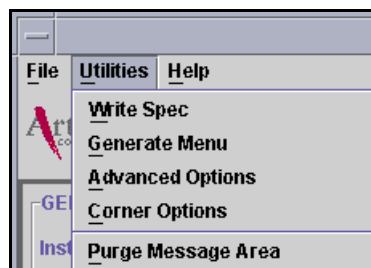 File Utilities Help
Write Spec
Generate Menu
Advanced Options
Corner Options
Purge Message Area